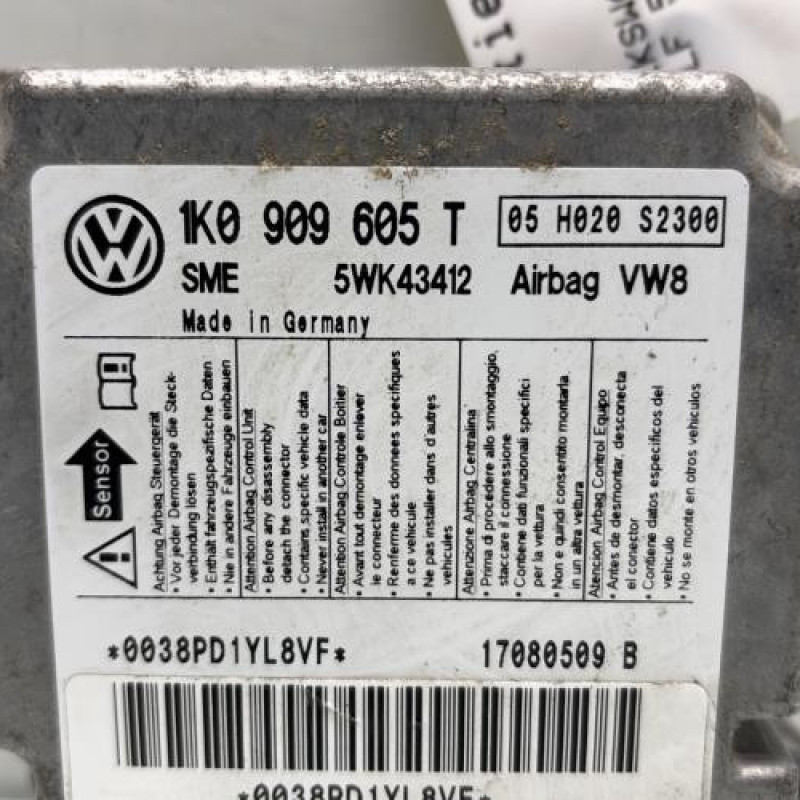 1K0 909 605 T
05 H020 S2300
SME 5WK43412 Airbag VW8
Made in Germany
Sensor
Achtung Airbag Steuergerät
• Vor jeder Demontage die Steck-
verbindung lösen
• Enthält fahrzeugspezifische Daten
• Nie in andere Fahrzeuge einbauen
Attention Airbag Control Unit
• Before any disassembly
detach the connector
• Contains specific vehicle data
• Never install in another car
Attention Airbag Controle Boitier
• Avant tout demontage enlever
le connecteur
• Renferme des donnees specifiques
a ce vehicule
• Ne pas installer dans d'autres
vehicules
Attenzione Airbag Centralina
• Prima di procedere allo smontaggio,
staccare il connessione
• Contiene dati funzionali specifici
per la vettura
• Non e quindi consentito montarla
in un altra vettura
Atencion Airbag Control Equipo
• Antes de desmontar, desconecta
el conector
• Contiene datos especificos del
vehiculo
• No se monte en otros vehiculos
*0038PD1YL8VF*
17080509 B
*0038PD1YL8VF*